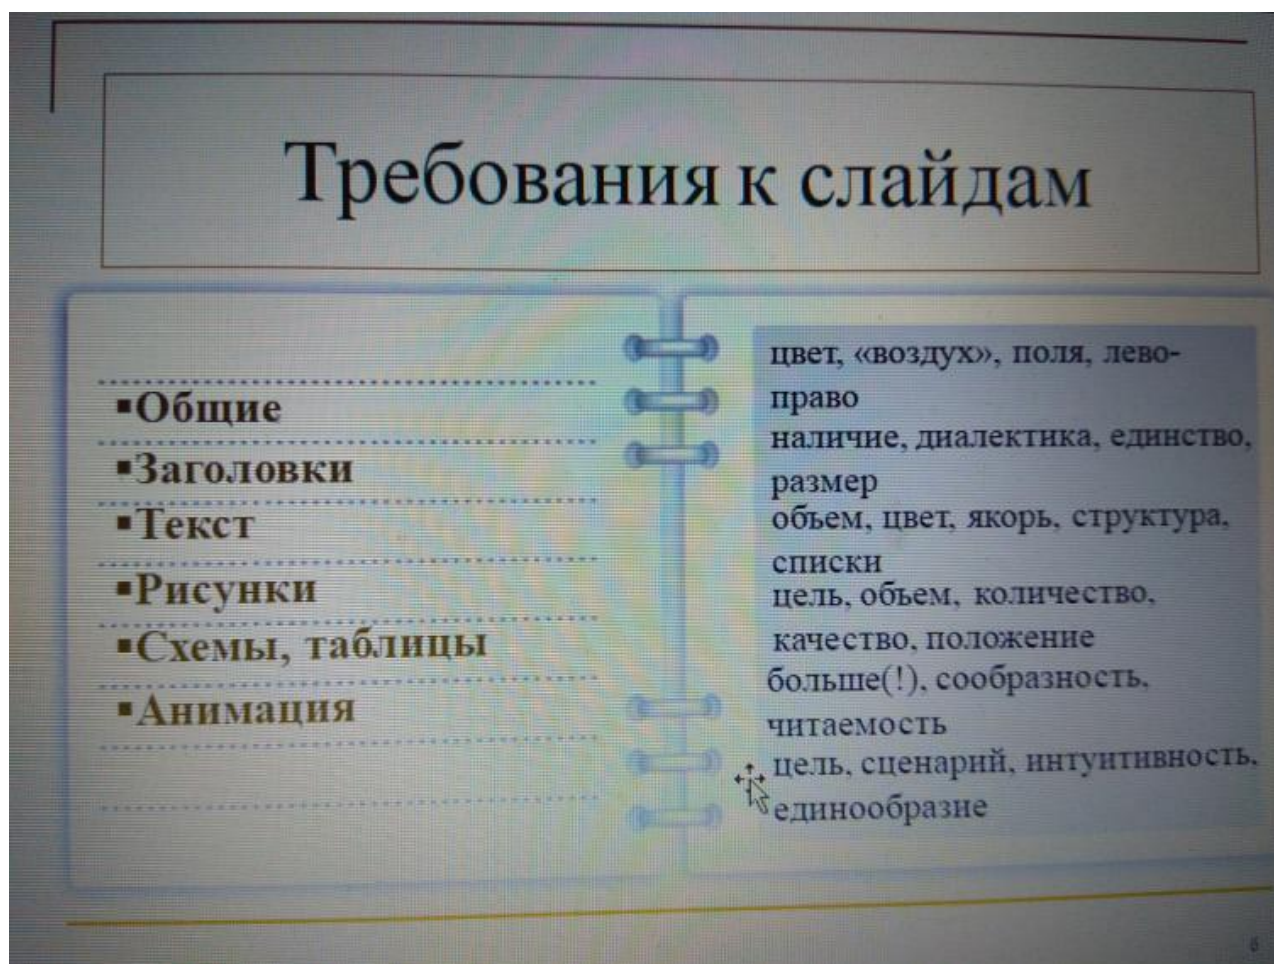 Требования к слайдам
▪Общие
▪Заголовки
▪Текст
▪Рисунки
▪Схемы, таблицы
▪Анимация
цвет, «воздух», поля, лево-
право
наличие, диалектика, единство,
размер
объем, цвет, якорь, структура,
списки
цель, объем, количество,
качество, положение
больше(!), сообразность,
читаемость
цель, сценарий, интуитивность,
единообразие
6